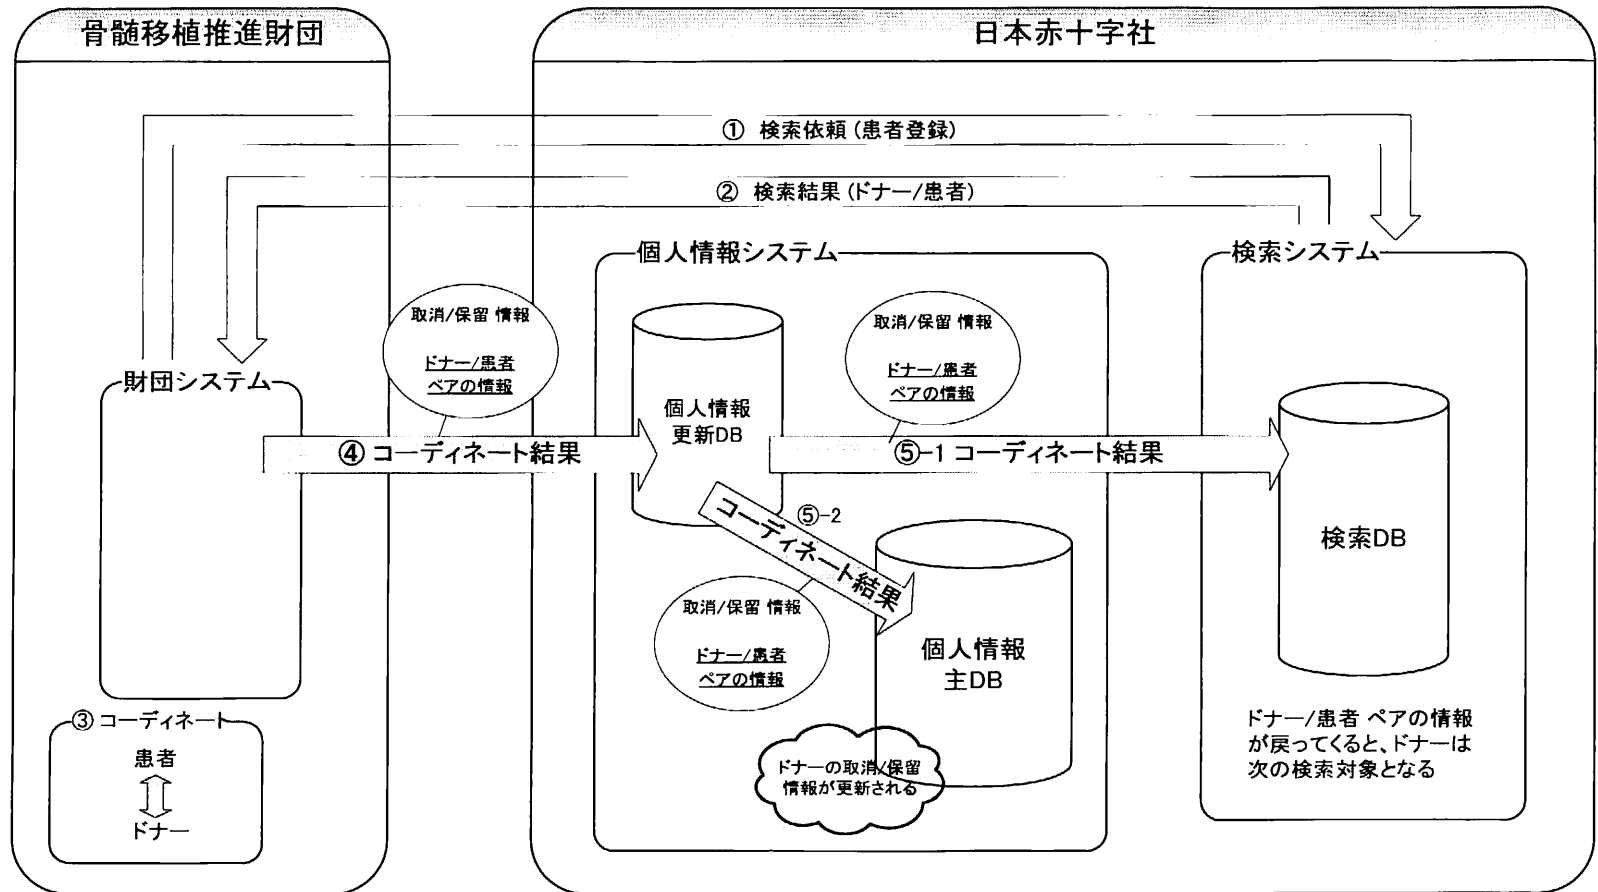 骨髄移植推進財団
日本赤十字社
① 検索依頼 (患者登録)
② 検索結果 (ドナー/患者)
財団システム
③ コーディネート
患者
ドナー
取消/保留 情報
ドナー/患者
ペアの情報
④ コーディネート結果
個人情報システム
個人情報
更新DB
取消/保留 情報
ドナー/患者
ペアの情報
⑤-1 コーディネート結果
⑤-2
コーディネート結果
取消/保留 情報
ドナー/患者
ペアの情報
個人情報
主DB
ドナーの取消/保留
情報が更新される
検索システム
検索DB
ドナー/患者 ペアの情報
が戻ってくると、ドナーは
次の検索対象となる